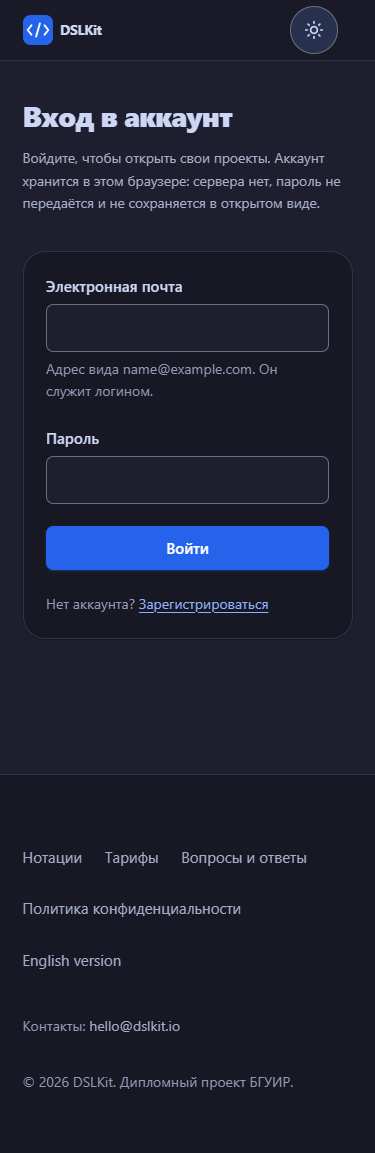 DSLKit
Вход в аккаунт
Войдите, чтобы открыть свои проекты. Аккаунт
хранится в этом браузере: сервера нет, пароль не
передаётся и не сохраняется в открытом виде.
Электронная почта
Адрес вида name@example.com. Он
служит логином.
Пароль
Войти
Нет аккаунта? Зарегистрироваться
Нотации Тарифы Вопросы и ответы
Политика конфиденциальности
English version
Контакты: hello@dslkit.io
© 2026 DSLKit. Дипломный проект БГУИР.